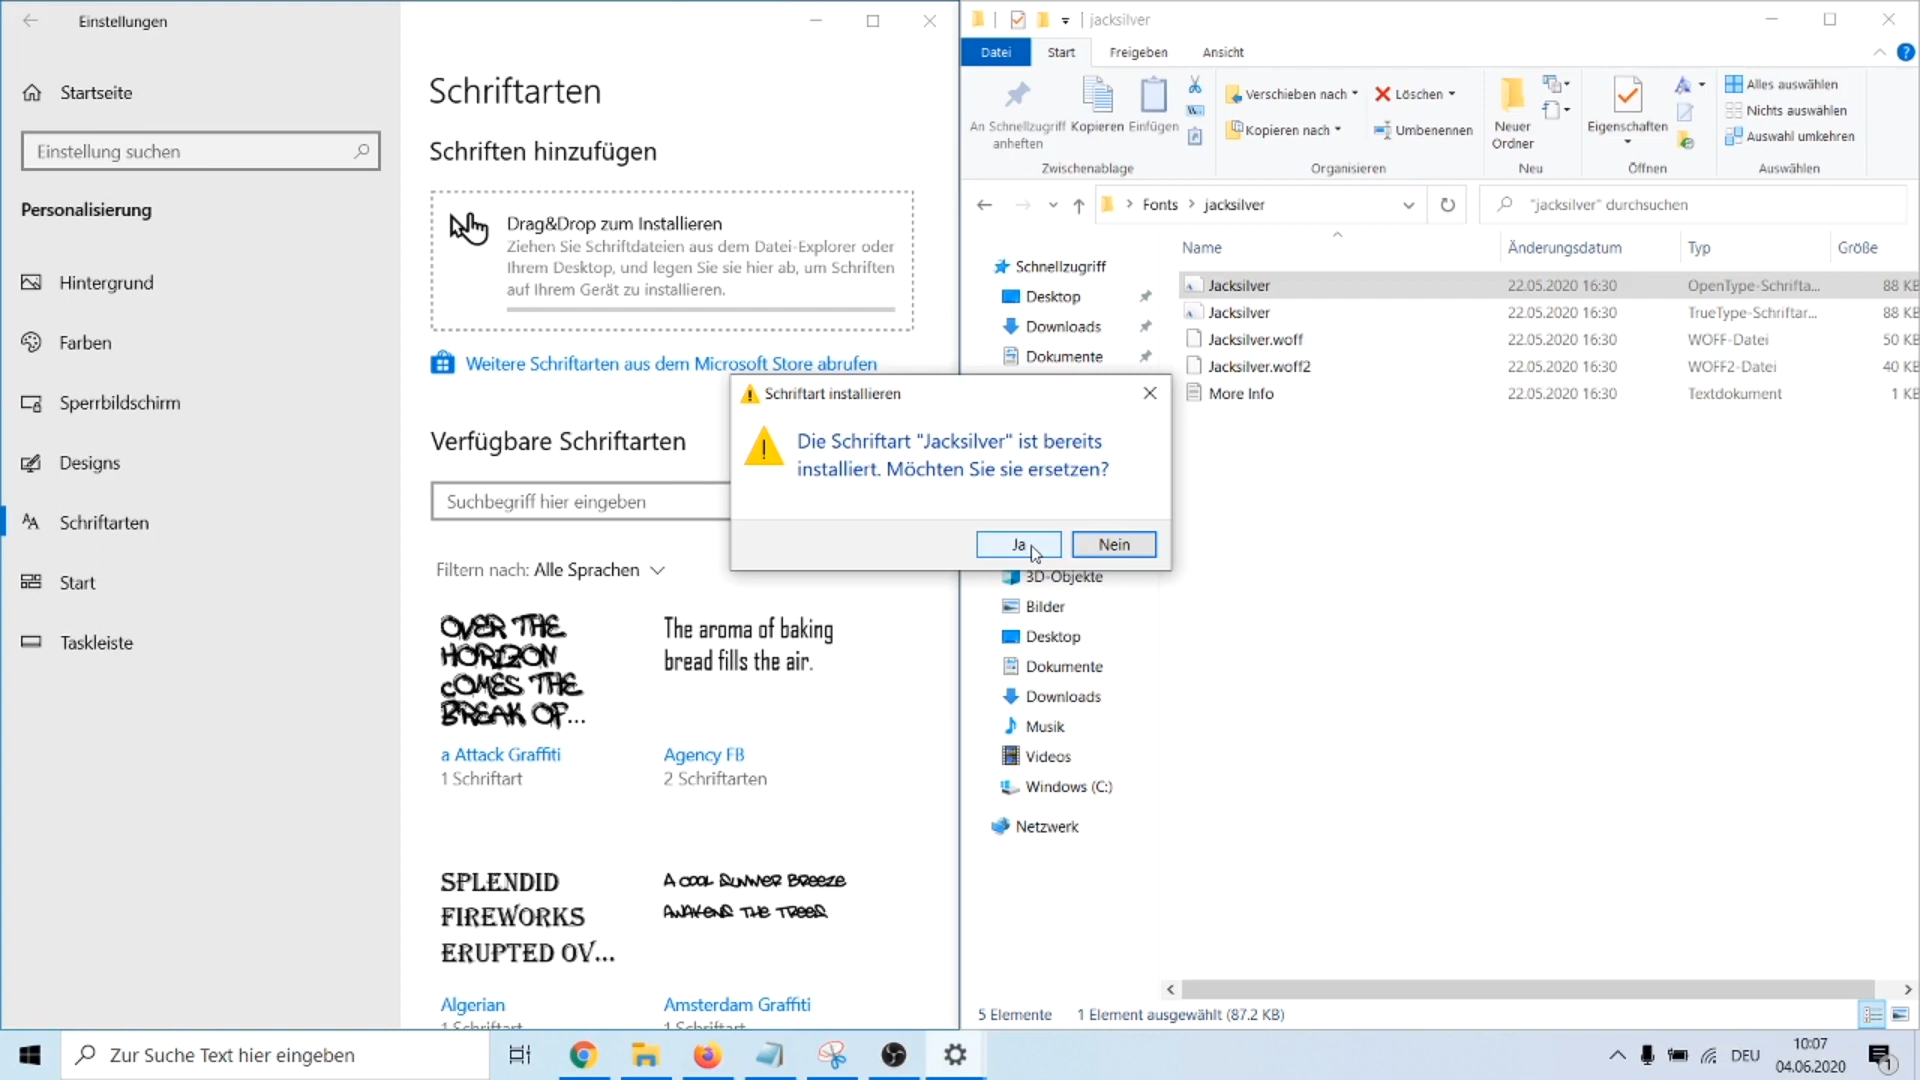 Einstellungen
Startseite
Einstellung suchen
Personalisierung
Hintergrund
Farben
Sperrbildschirm
Designs
Schriftarten
Start
Taskleiste
Schriftarten
Schriften hinzufügen
Drag&Drop zum Installieren
Ziehen Sie Schriftdateien aus dem Datei-Explorer oder
Ihrem Desktop, und legen Sie sie hier ab, um Schriften
auf Ihrem Gerät zu installieren.
Weitere Schriftarten aus dem Microsoft Store abrufen
Verfügbare Schriftarten
Suchbegriff hier eingeben
Filtern nach: Alle Sprachen
OVER THE
HORIZON
COMES THE
BREAK OF...
a Attack Graffiti
1 Schriftart
The aroma of baking
bread fills the air.
Agency FB
2 Schriftarten
SPLENDID
FIREWORKS
ERUPTED OV...
Algerian
1 Schriftart
A COOL SUMMER BREEZE
AWAKENS THE TREES.
Amsterdam Graffiti
1 Schriftart
Schriftart installieren
Die Schriftart "Jacksilver" ist bereits
installiert. Möchten Sie sie ersetzen?
Ja
Nein
jacksilver
Datei
Start
Freigeben
Ansicht
An Schnellzugriff
anheften
Kopieren
Einfügen
Zwischenablage
Verschieben nach
Kopieren nach
Löschen
Umbenennen
Organisieren
Neuer
Ordner
Neu
Eigenschaften
Öffnen
Alles auswählen
Nichts auswählen
Auswahl umkehren
Auswählen
Fonts
jacksilver
"jacksilver" durchsuchen
Name Änderungsdatum Typ Größe
Jacksilver 22.05.2020 16:30 OpenType-Schrifta... 88 KB
Jacksilver 22.05.2020 16:30 TrueType-Schriftar... 88 KB
Jacksilver.woff 22.05.2020 16:30 WOFF-Datei 50 KB
Jacksilver.woff2 22.05.2020 16:30 WOFF2-Datei 40 KB
More Info 22.05.2020 16:30 Textdokument 1 KB
Schnellzugriff
Desktop
Downloads
Dokumente
3D-Objekte
Bilder
Desktop
Dokumente
Downloads
Musik
Videos
Windows (C:)
Netzwerk
5 Elemente
1 Element ausgewählt (87.2 KB)
Zur Suche Text hier eingeben
DEU
10:07
04.06.2020
1